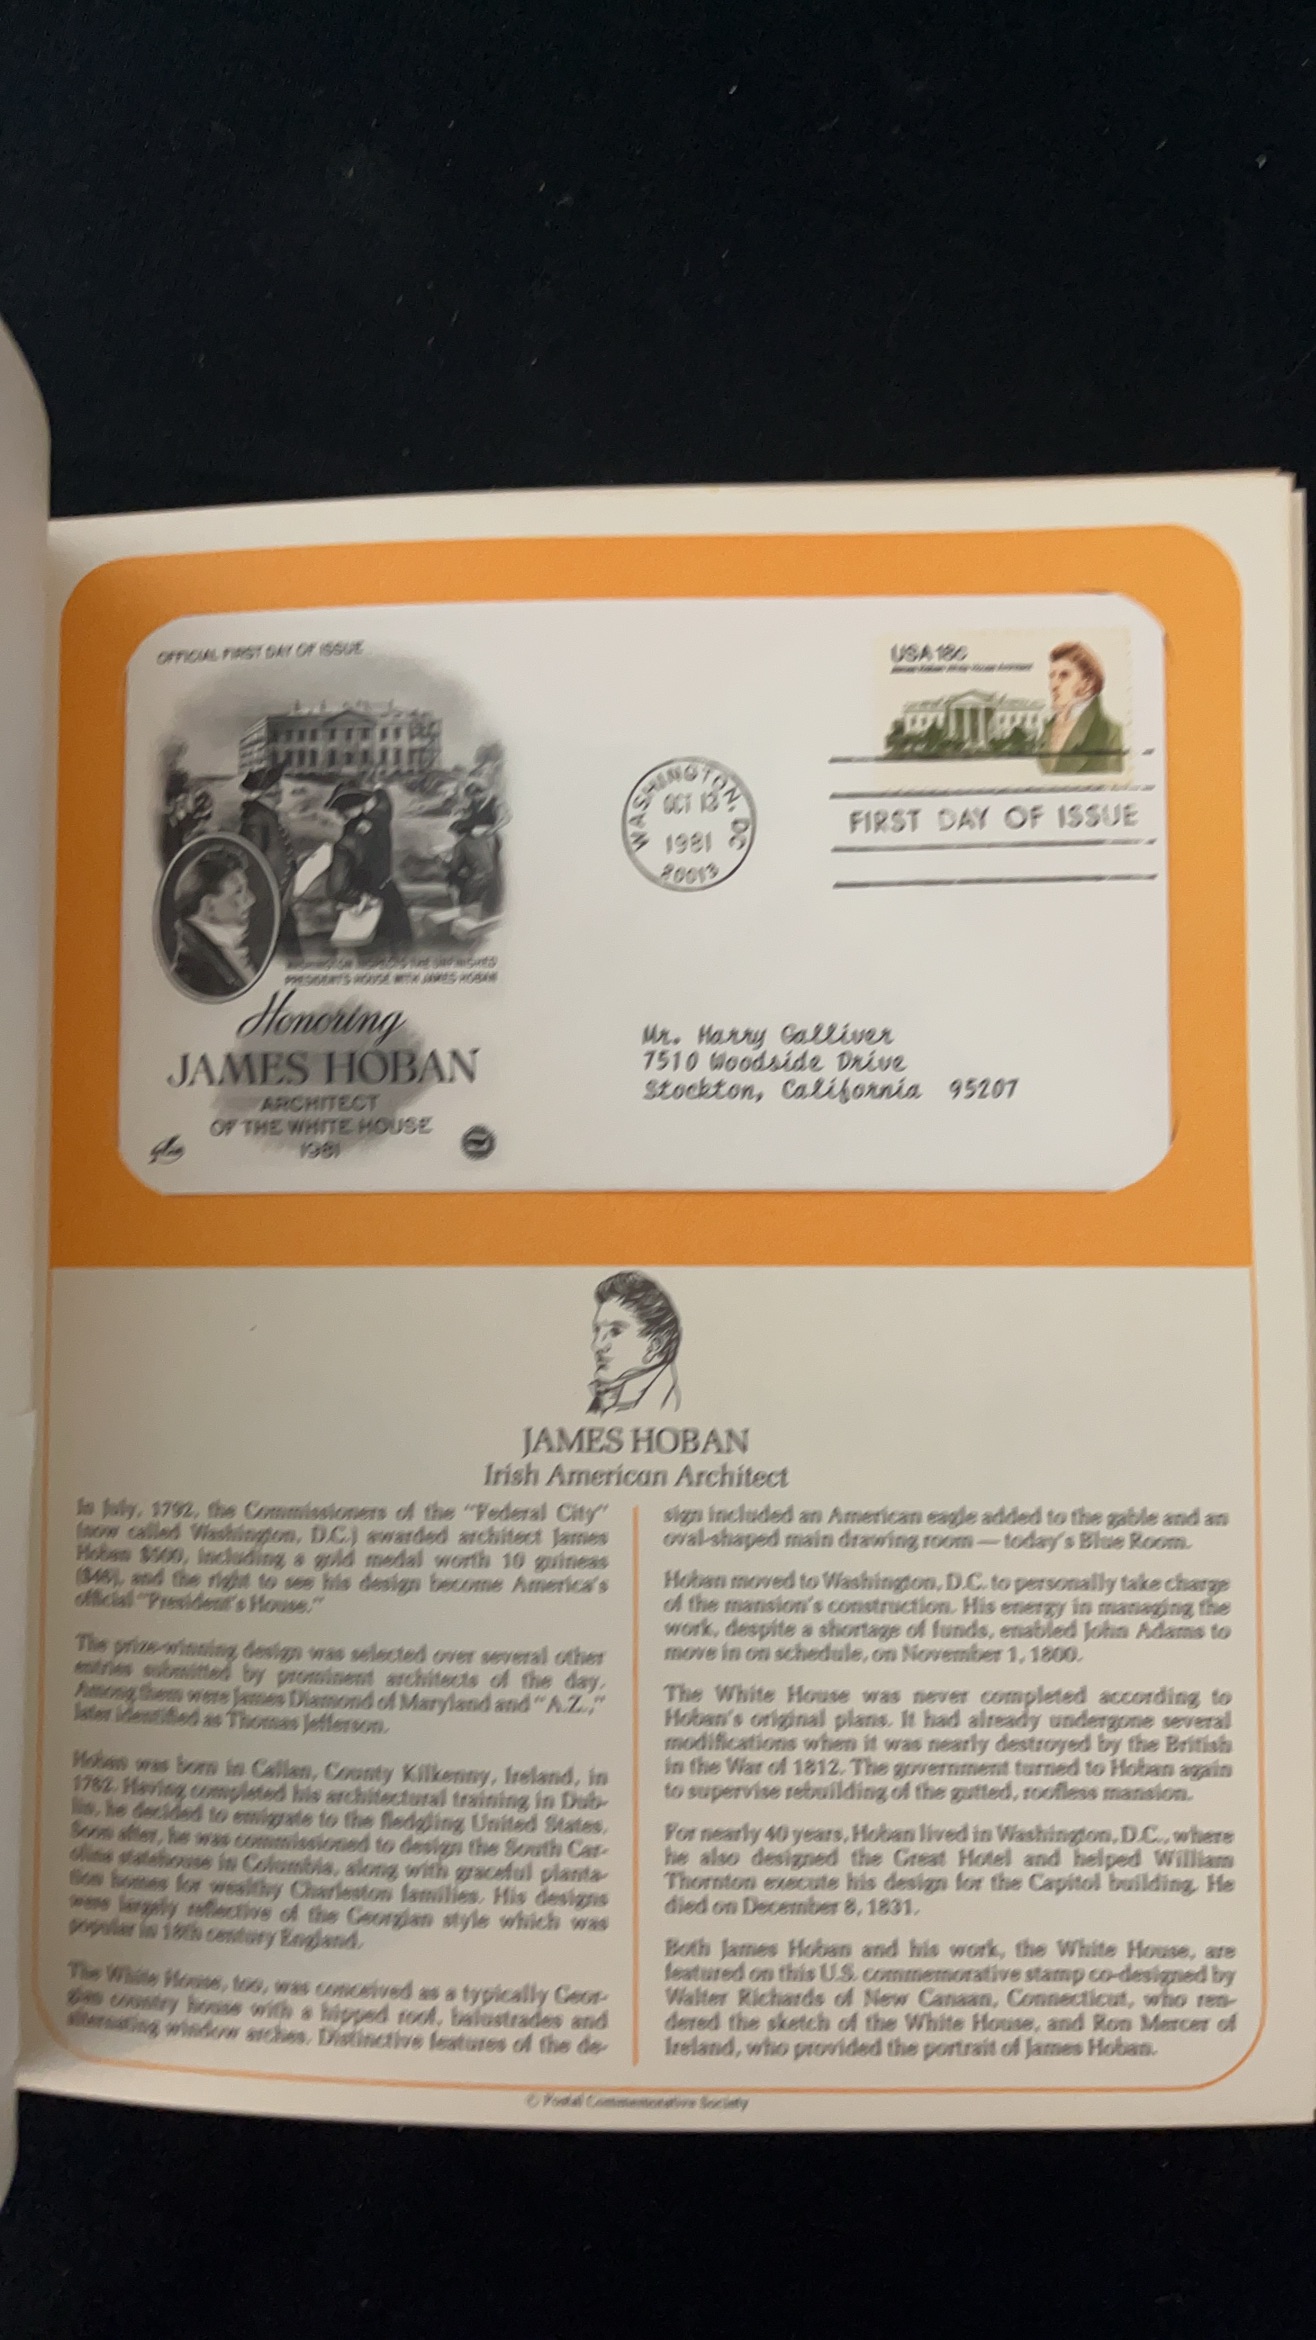 OFFICIAL FIRST DAY OF ISSUE
USA 18c
WASHINGTON, DC
OCT 13
1981
20013
FIRST DAY OF ISSUE
WASHINGTON INSPECTS THE UNFINISHED
PRESIDENT'S HOUSE WITH JAMES HOBAN
Honoring
JAMES HOBAN
ARCHITECT
OF THE WHITE HOUSE
1981
Mr. Harry Galliver
7510 Woodside Drive
Stockton, California 95207
JAMES HOBAN
Irish American Architect
In July, 1792, the Commissioners of the "Federal City"
(now called Washington, D.C.) awarded architect James
Hoban $500, including a gold medal worth 10 guineas
and the right to see his design become America's
official "President's House."
The prize-winning design was selected over several other
entries submitted by prominent architects of the day.
Among them were James Diamond of Maryland and "A.Z.,"
later identified as Thomas Jefferson.
Hoban was born in Callan, County Kilkenny, Ireland, in
1762. Having completed his architectural training in Dub-
lin, he decided to emigrate to the fledgling United States.
Soon after, he was commissioned to design the South Car-
olina statehouse in Columbia, along with graceful planta-
tion homes for wealthy Charleston families. His designs
were largely reflective of the Georgian style which was
popular in 18th century England.
The White House, too, was conceived as a typically Geor-
gian country house with a hipped roof, balustrades and
alternating window arches. Distinctive features of the de-
sign included an American eagle added to the gable and an
oval-shaped main drawing room — today's Blue Room.
Hoban moved to Washington, D.C. to personally take charge
of the mansion's construction. His energy in managing the
work, despite a shortage of funds, enabled John Adams to
move in on schedule, on November 1, 1800.
The White House was never completed according to
Hoban's original plans. It had already undergone several
modifications when it was nearly destroyed by the British
in the War of 1812. The government turned to Hoban again
to supervise rebuilding of the gutted, roofless mansion.
For nearly 40 years, Hoban lived in Washington, D.C., where
he also designed the Great Hotel and helped William
Thornton execute his design for the Capitol building. He
died on December 8, 1831.
Both James Hoban and his work, the White House, are
featured on this U.S. commemorative stamp co-designed by
Walter Richards of New Canaan, Connecticut, who ren-
dered the sketch of the White House, and Ron Mercer of
Ireland, who provided the portrait of James Hoban.
© Postal Commemorative Society